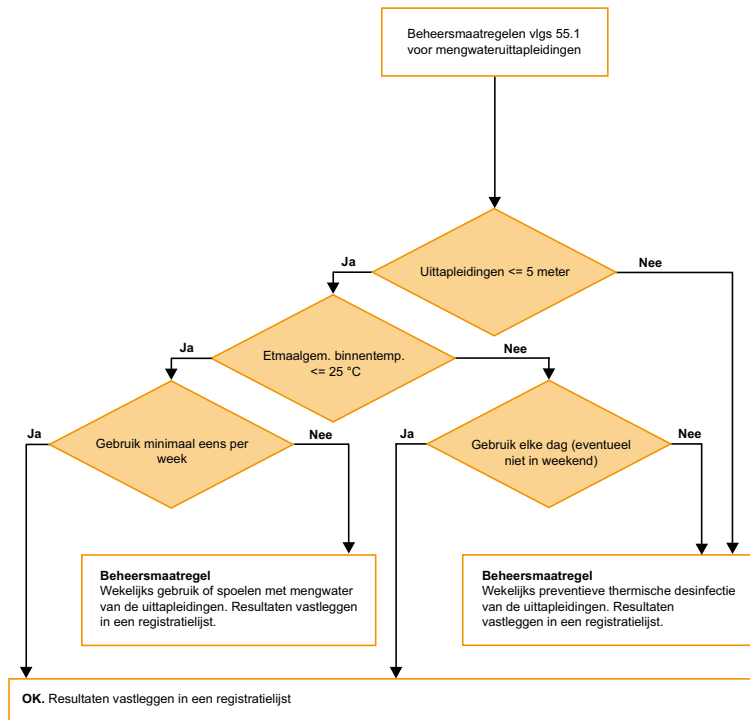 Beheersmaatregelen vlgs 55.1
voor mengwateruittapleidingen
Ja
Uittapleidingen <= 5 meter
Nee
Ja
Etmaalgem. binnentemp.
<= 25 °C
Nee
Ja
Gebruik minimaal eens per
week
Nee
Ja
Gebruik elke dag (eventueel
niet in weekend)
Nee
Beheersmaatregel
Wekelijks gebruik of spoelen met mengwater
van de uittapleidingen. Resultaten vastleggen
in een registratielijst.
Beheersmaatregel
Wekelijks preventieve thermische desinfectie
van de uittapleidingen. Resultaten
vastleggen in een registratielijst.
OK. Resultaten vastleggen in een registratielijst